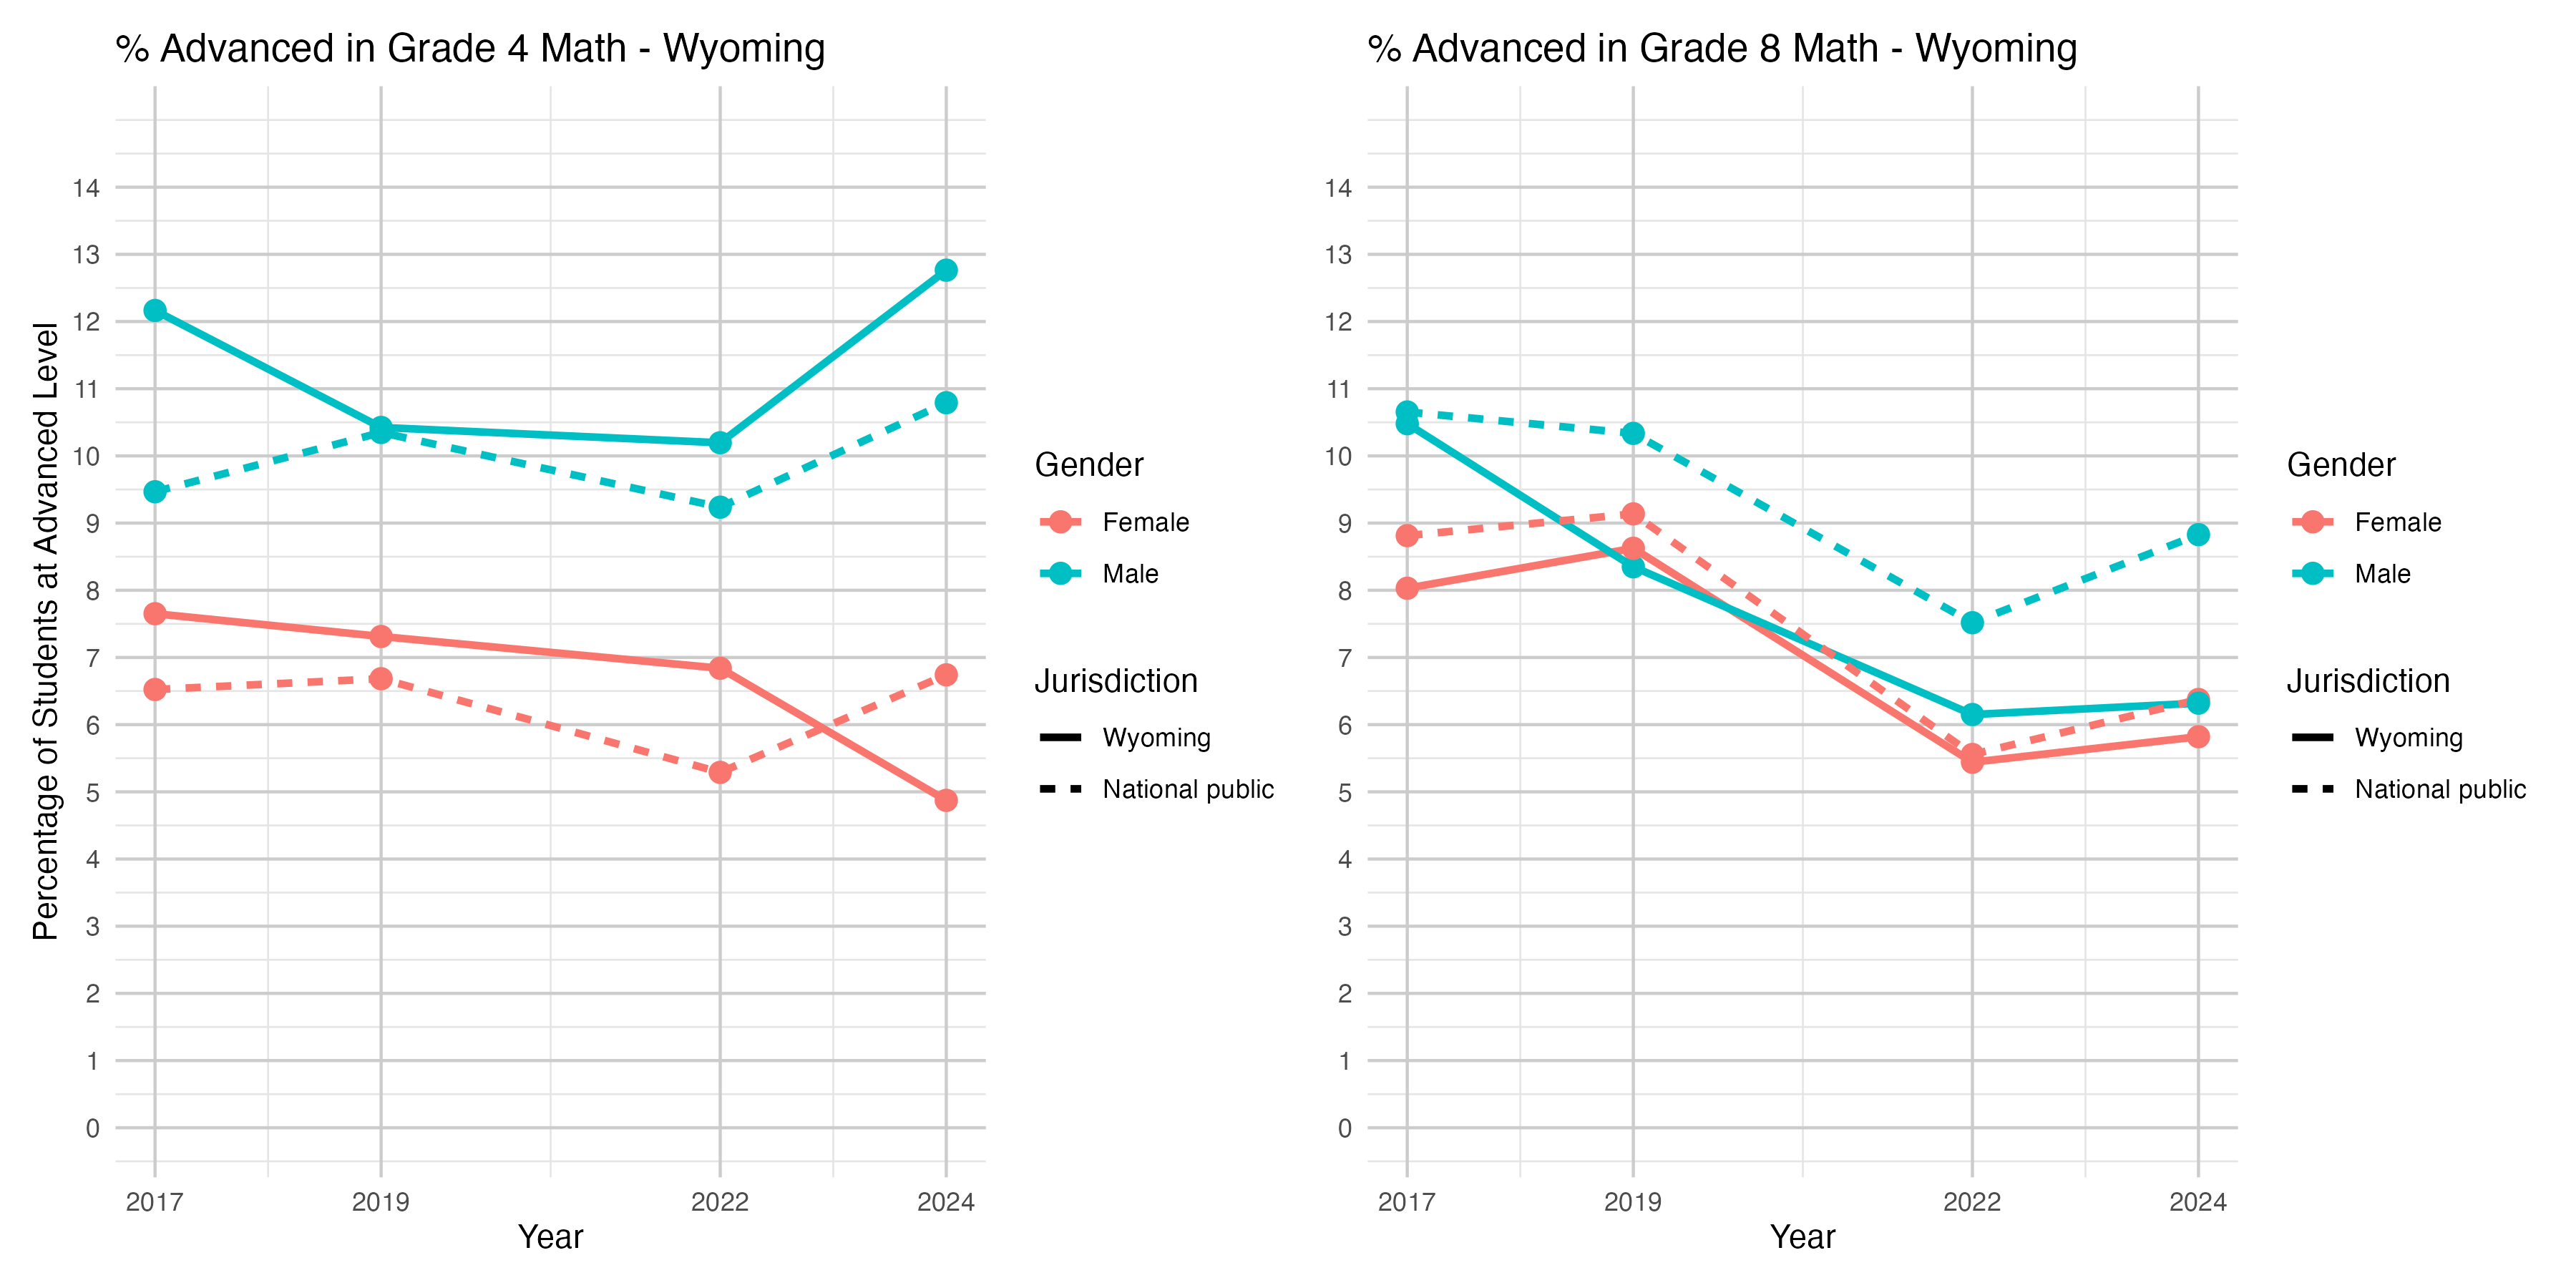 % Advanced in Grade 4 Math - Wyoming
Percentage of Students at Advanced Level
14
13
12
11
10
9
8
7
6
5
4
3
2
1
0
2017 2019 2022 2024
Year
Gender
Female
Male
Jurisdiction
Wyoming
National public
% Advanced in Grade 8 Math - Wyoming
14
13
12
11
10
9
8
7
6
5
4
3
2
1
0
2017 2019 2022 2024
Year
Gender
Female
Male
Jurisdiction
Wyoming
National public